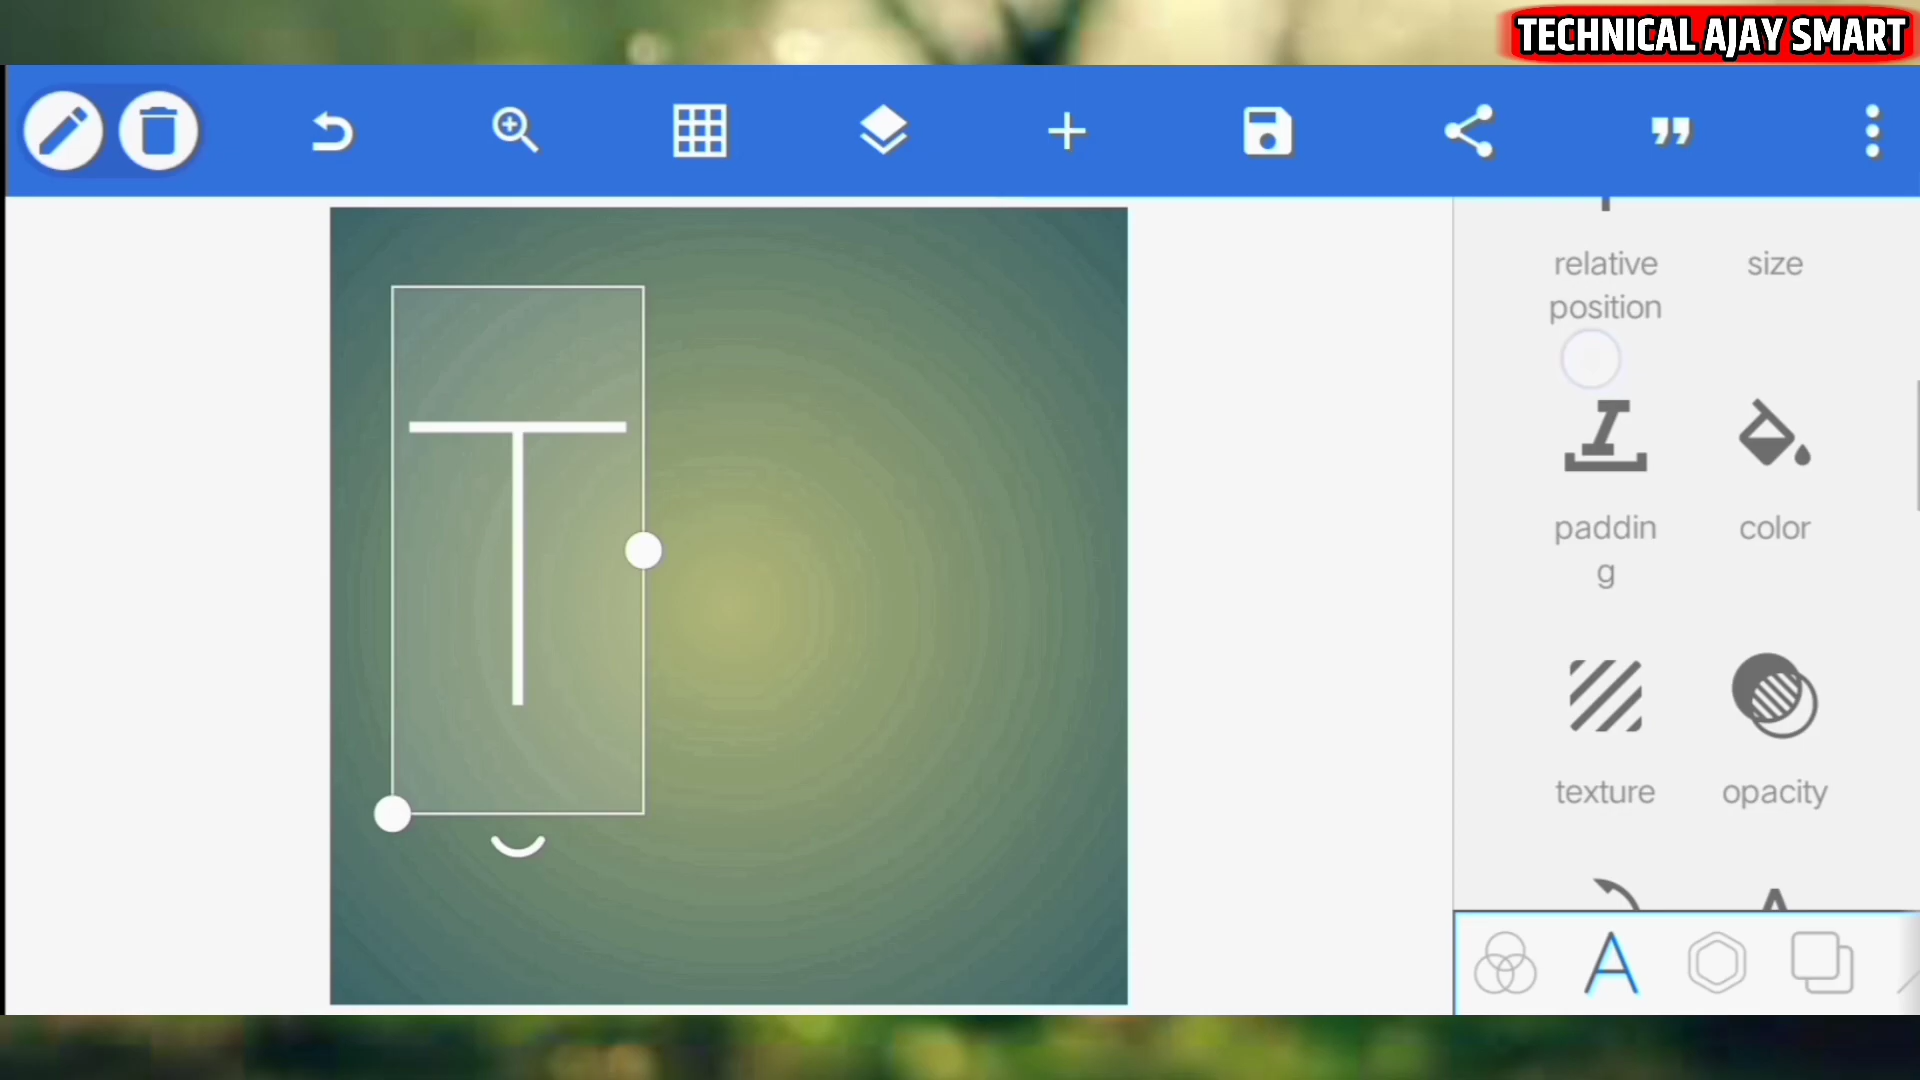 TECHNICAL AJAY SMART
relative
position
size
T
paddin
g
color
texture
opacity